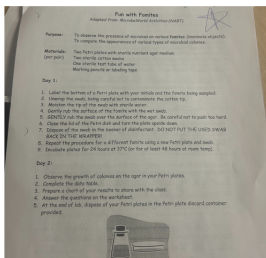 Fun with Fomites
Adapted from: Microbial World Activities (NABT)
Purpose: To observe the presence of microbes on various fomites (inanimate objects).
To compare the appearance of various types of microbial colonies.
Materials: Two Petri plates with sterile nutrient agar medium
(per pair) Two sterile cotton swabs
One sterile test tube of water
Marking pencils or labeling tape
Day 1:
1. Label the bottom of a Petri plate with your initials and the fomite being sampled.
2. Unwrap the swab, being careful not to contaminate the cotton tip.
3. Moisten the tip of the swab with sterile water.
4. Gently rub the surface of the fomite with the wet swab.
5. GENTLY rub the swab over the surface of the agar. Be careful not to push too hard.
6. Close the lid of the Petri dish and turn the plate upside down.
7. Dispose of the swab in the beaker of disinfectant. DO NOT PUT THE USED SWAB
BACK IN THE WRAPPER!
8. Repeat the procedure for a different fomite using a new Petri plate and swab.
9. Incubate plates for 24 hours at 37°C (or for at least 48 hours at room temp).
Day 2:
1. Observe the growth of colonies on the agar in your Petri plates.
2. Complete the data table.
3. Prepare a chart of your results to share with the class.
4. Answer the questions on the worksheet.
5. At the end of lab, dispose of your Petri plates in the Petri plate discard container
provided.